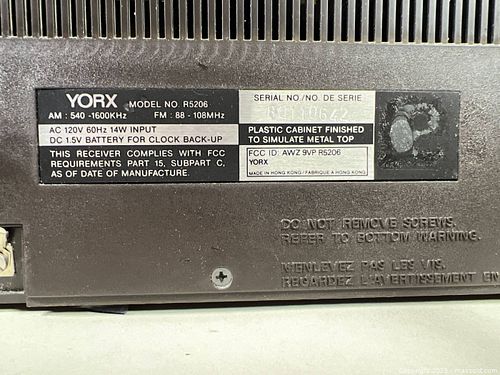 YORX MODEL NO. R5206
AM : 540 -1600KHz FM : 88 - 108MHz
AC 120V 60Hz 14W INPUT
DC 1.5V BATTERY FOR CLOCK BACK-UP
THIS RECEIVER COMPLIES WITH FCC
REQUIREMENTS PART 15, SUBPART C,
AS OF DATE OF MANUFACTURE.
SERIAL NO./NO. DE SERIE
PLASTIC CABINET FINISHED
TO SIMULATE METAL TOP
FCC ID: AWZ 9VP R5206
YORX
MADE IN HONG KONG / FABRIQUE A HONG KONG
DO NOT REMOVE SCREWS.
REFER TO BOTTOM WARNING.
N'ENLEVEZ PAS LES VIS.
REGARDEZ L'AVERTISSEMENT EN